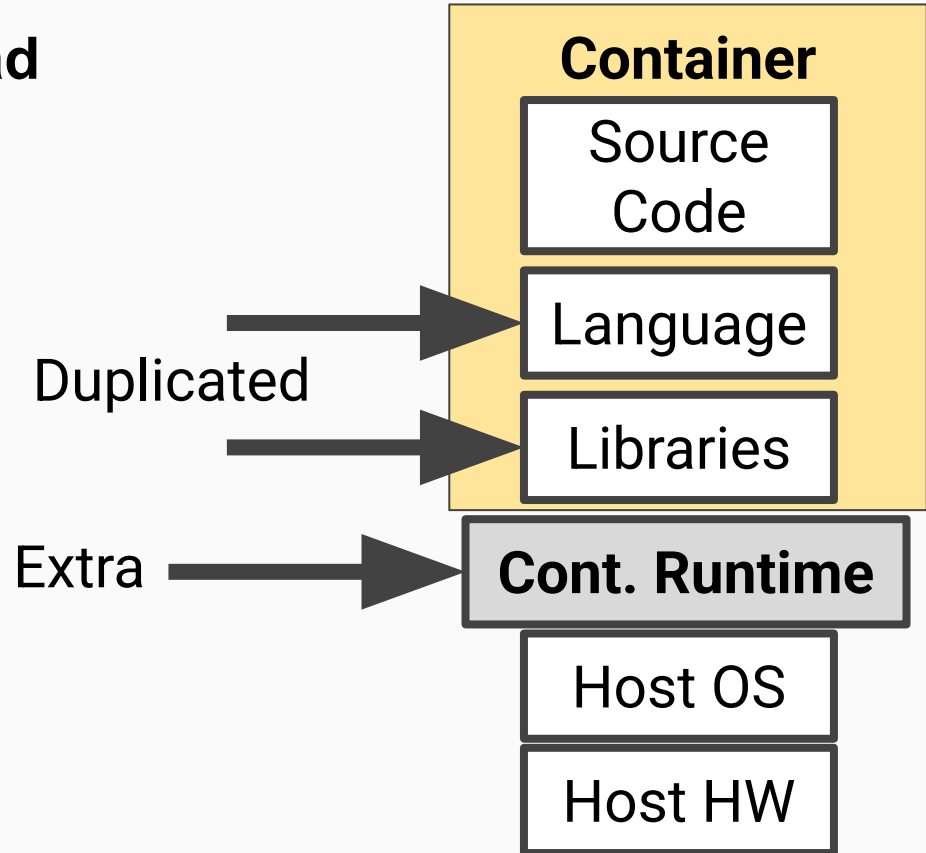 Container
Source
Code
Language
Duplicated
Libraries
Extra
Cont. Runtime
Host OS
Host HW